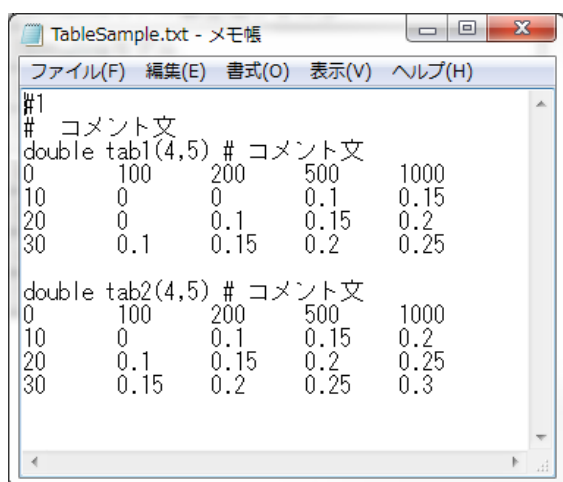 TableSample.txt - メモ帳
ファイル(F) 編集(E) 書式(O) 表示(V) ヘルプ(H)
#1
# コメント文
double tab1(4,5) # コメント文
0 100 200 500 1000
10 0 0 0.1 0.15
20 0 0.1 0.15 0.2
30 0.1 0.15 0.2 0.25
double tab2(4,5) # コメント文
0 100 200 500 1000
10 0 0.1 0.15 0.2
20 0.1 0.15 0.2 0.25
30 0.15 0.2 0.25 0.3